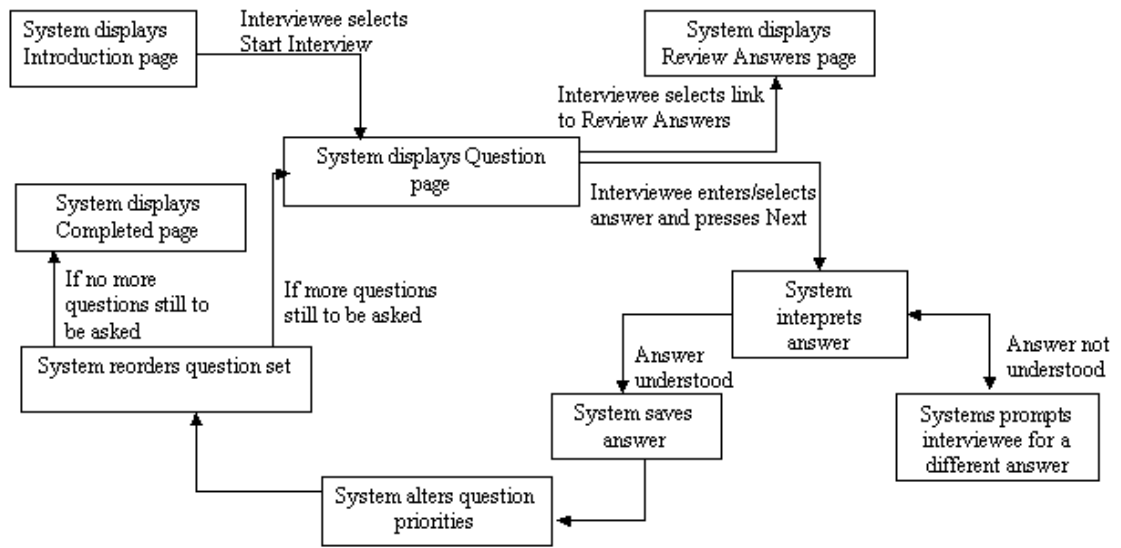 System displays
Introduction page
Interviewee selects
Start Interview
System displays
Review Answers page
Interviewee selects link
to Review Answers
System displays Question
page
Interviewee enters/selects
answer and presses Next
System displays
Completed page
If no more
questions still to
be asked
If more questions
still to be asked
System
interprets
answer
Answer
understood
Answer not
understood
System reorders question set
System saves
answer
Systems prompts
interviewee for a
different answer
System alters question
priorities